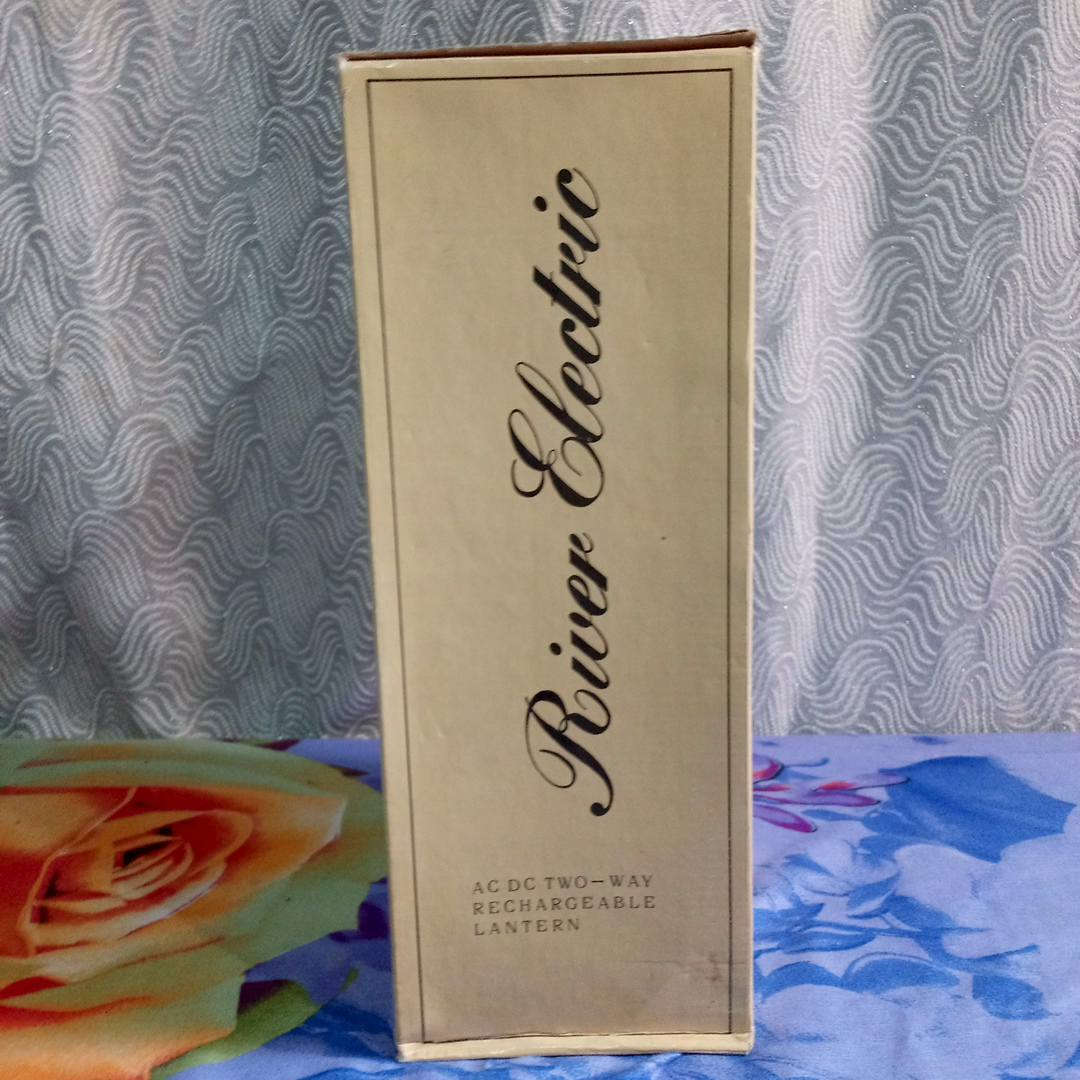 River Electric
AC DC TWO-WAY
RECHARGEABLE
LANTERN